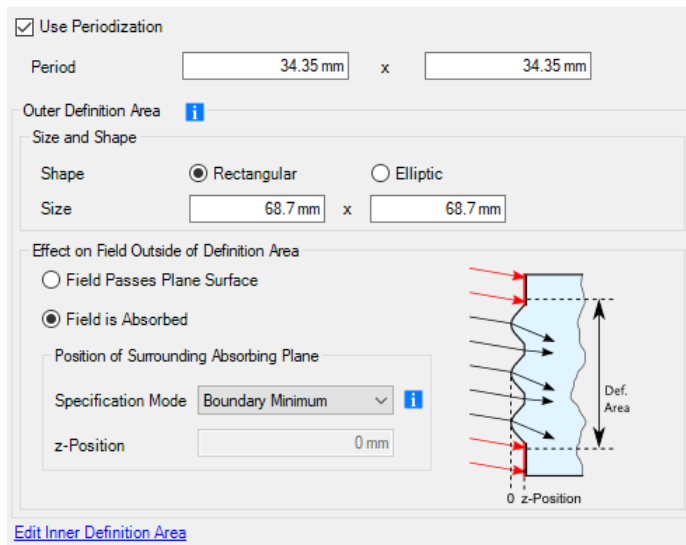 Use Periodization
Period 34.35 mm x 34.35 mm
Outer Definition Area i
Size and Shape
Shape Rectangular Elliptic
Size 68.7 mm x 68.7 mm
Effect on Field Outside of Definition Area
Field Passes Plane Surface
Field is Absorbed
Position of Surrounding Absorbing Plane
Specification Mode Boundary Minimum i
z-Position 0 mm
Def.
Area
0 z-Position
Edit Inner Definition Area